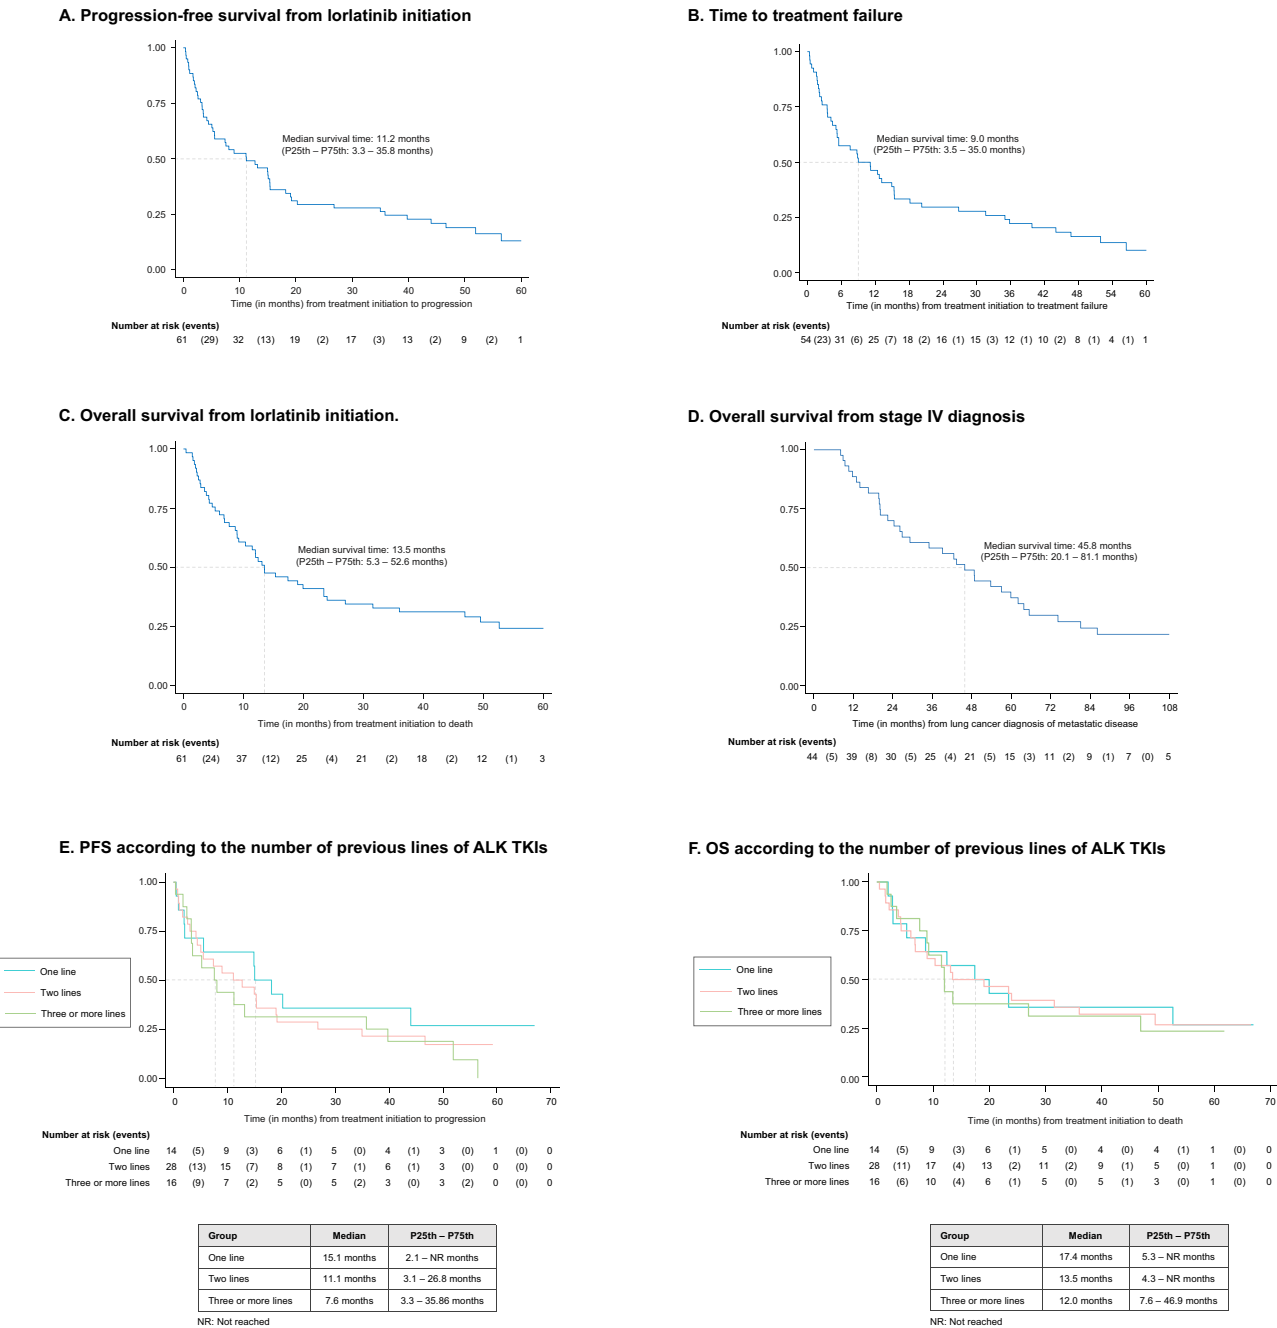 A. Progression-free survival from lorlatinib initiation
1.00
0.75
0.50
0.25
0.00
Median survival time: 11.2 months
(P25th – P75th: 3.3 – 35.8 months)
0 10 20 30 40 50 60
Time (in months) from treatment initiation to progression
Number at risk (events)
61 (29) 32 (13) 19 (2) 17 (3) 13 (2) 9 (2) 1
B. Time to treatment failure
1.00
0.75
0.50
0.25
0.00
Median survival time: 9.0 months
(P25th – P75th: 3.5 – 35.0 months)
0 6 12 18 24 30 36 42 48 54 60
Time (in months) from treatment initiation to treatment failure
Number at risk (events)
54 (23) 31 (6) 25 (7) 18 (2) 16 (1) 15 (3) 12 (1) 10 (2) 8 (1) 4 (1) 1
C. Overall survival from lorlatinib initiation.
1.00
0.75
0.50
0.25
0.00
Median survival time: 13.5 months
(P25th – P75th: 5.3 – 52.6 months)
0 10 20 30 40 50 60
Time (in months) from treatment initiation to death
Number at risk (events)
61 (24) 37 (12) 25 (4) 21 (2) 18 (2) 12 (1) 3
D. Overall survival from stage IV diagnosis
1.00
0.75
0.50
0.25
0.00
Median survival time: 45.8 months
(P25th – P75th: 20.1 – 81.1 months)
0 12 24 36 48 60 72 84 96 108
Time (in months) from lung cancer diagnosis of metastatic disease
Number at risk (events)
44 (5) 39 (8) 30 (5) 25 (4) 21 (5) 15 (3) 11 (2) 9 (1) 7 (0) 5
E. PFS according to the number of previous lines of ALK TKIs
1.00
0.75
0.50
0.25
0.00
One line
Two lines
Three or more lines
0 10 20 30 40 50 60 70
Time (in months) from treatment initiation to progression
Number at risk (events)
One line 14 (5) 9 (3) 6 (1) 5 (0) 4 (1) 3 (0) 1 (0) 0
Two lines 28 (13) 15 (7) 8 (1) 7 (1) 6 (1) 3 (0) 0 (0) 0
Three or more lines 16 (9) 7 (2) 5 (0) 5 (2) 3 (0) 3 (2) 0 (0) 0
Group Median P25th – P75th
One line 15.1 months 2.1 – NR months
Two lines 11.1 months 3.1 – 26.8 months
Three or more lines 7.6 months 3.3 – 35.86 months
NR: Not reached
F. OS according to the number of previous lines of ALK TKIs
1.00
0.75
0.50
0.25
0.00
One line
Two lines
Three or more lines
0 10 20 30 40 50 60 70
Time (in months) from treatment initiation to death
Number at risk (events)
One line 14 (5) 9 (3) 6 (1) 5 (0) 4 (0) 4 (1) 1 (0) 0
Two lines 28 (11) 17 (4) 13 (2) 11 (2) 9 (1) 5 (0) 1 (0) 0
Three or more lines 16 (6) 10 (4) 6 (1) 5 (0) 5 (1) 3 (0) 1 (0) 0
Group Median P25th – P75th
One line 17.4 months 5.3 – NR months
Two lines 13.5 months 4.3 – NR months
Three or more lines 12.0 months 7.6 – 46.9 months
NR: Not reached